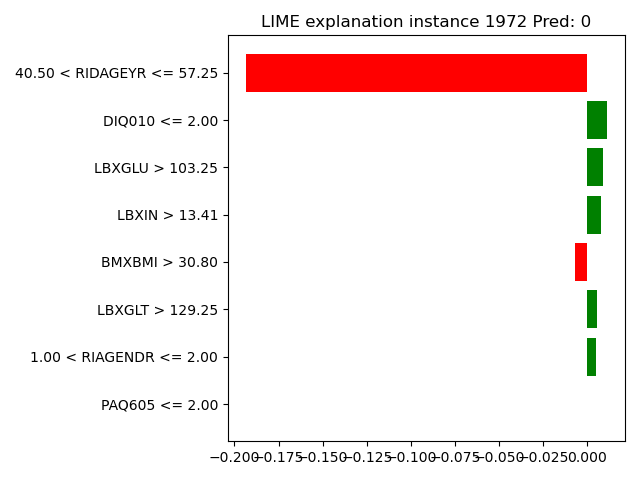 LIME explanation instance 1972 Pred: 0
40.50 < RIDAGEYR <= 57.25
DIQ010 <= 2.00
LBXGLU > 103.25
LBXIN > 13.41
BMXBMI > 30.80
LBXGLT > 129.25
1.00 < RIAGENDR <= 2.00
PAQ605 <= 2.00
−0.200 −0.175 −0.150 −0.125 −0.100 −0.075 −0.050 −0.025 0.000